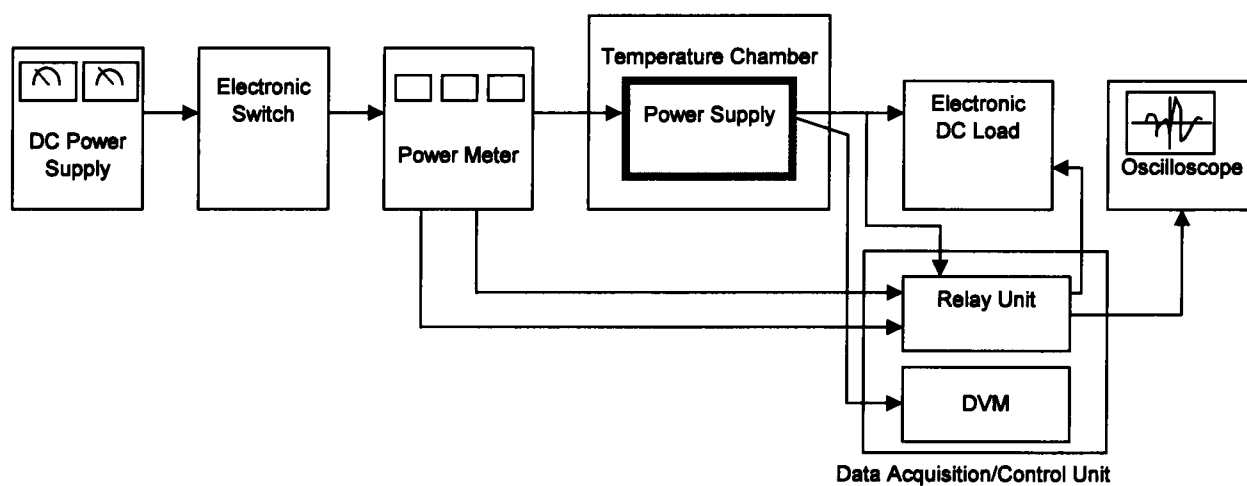 DC Power
Supply
Electronic
Switch
Power Meter
Temperature Chamber
Power Supply
Electronic
DC Load
Oscilloscope
Relay Unit
DVM
Data Acquisition/Control Unit